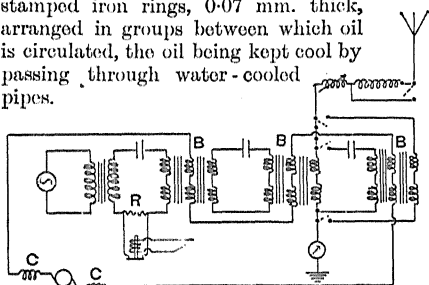 stamped iron rings, 0·07 mm. thick,
arranged in groups between which oil
is circulated, the oil being kept cool by
passing through water-cooled
pipes.
B
B
B
R
C
C